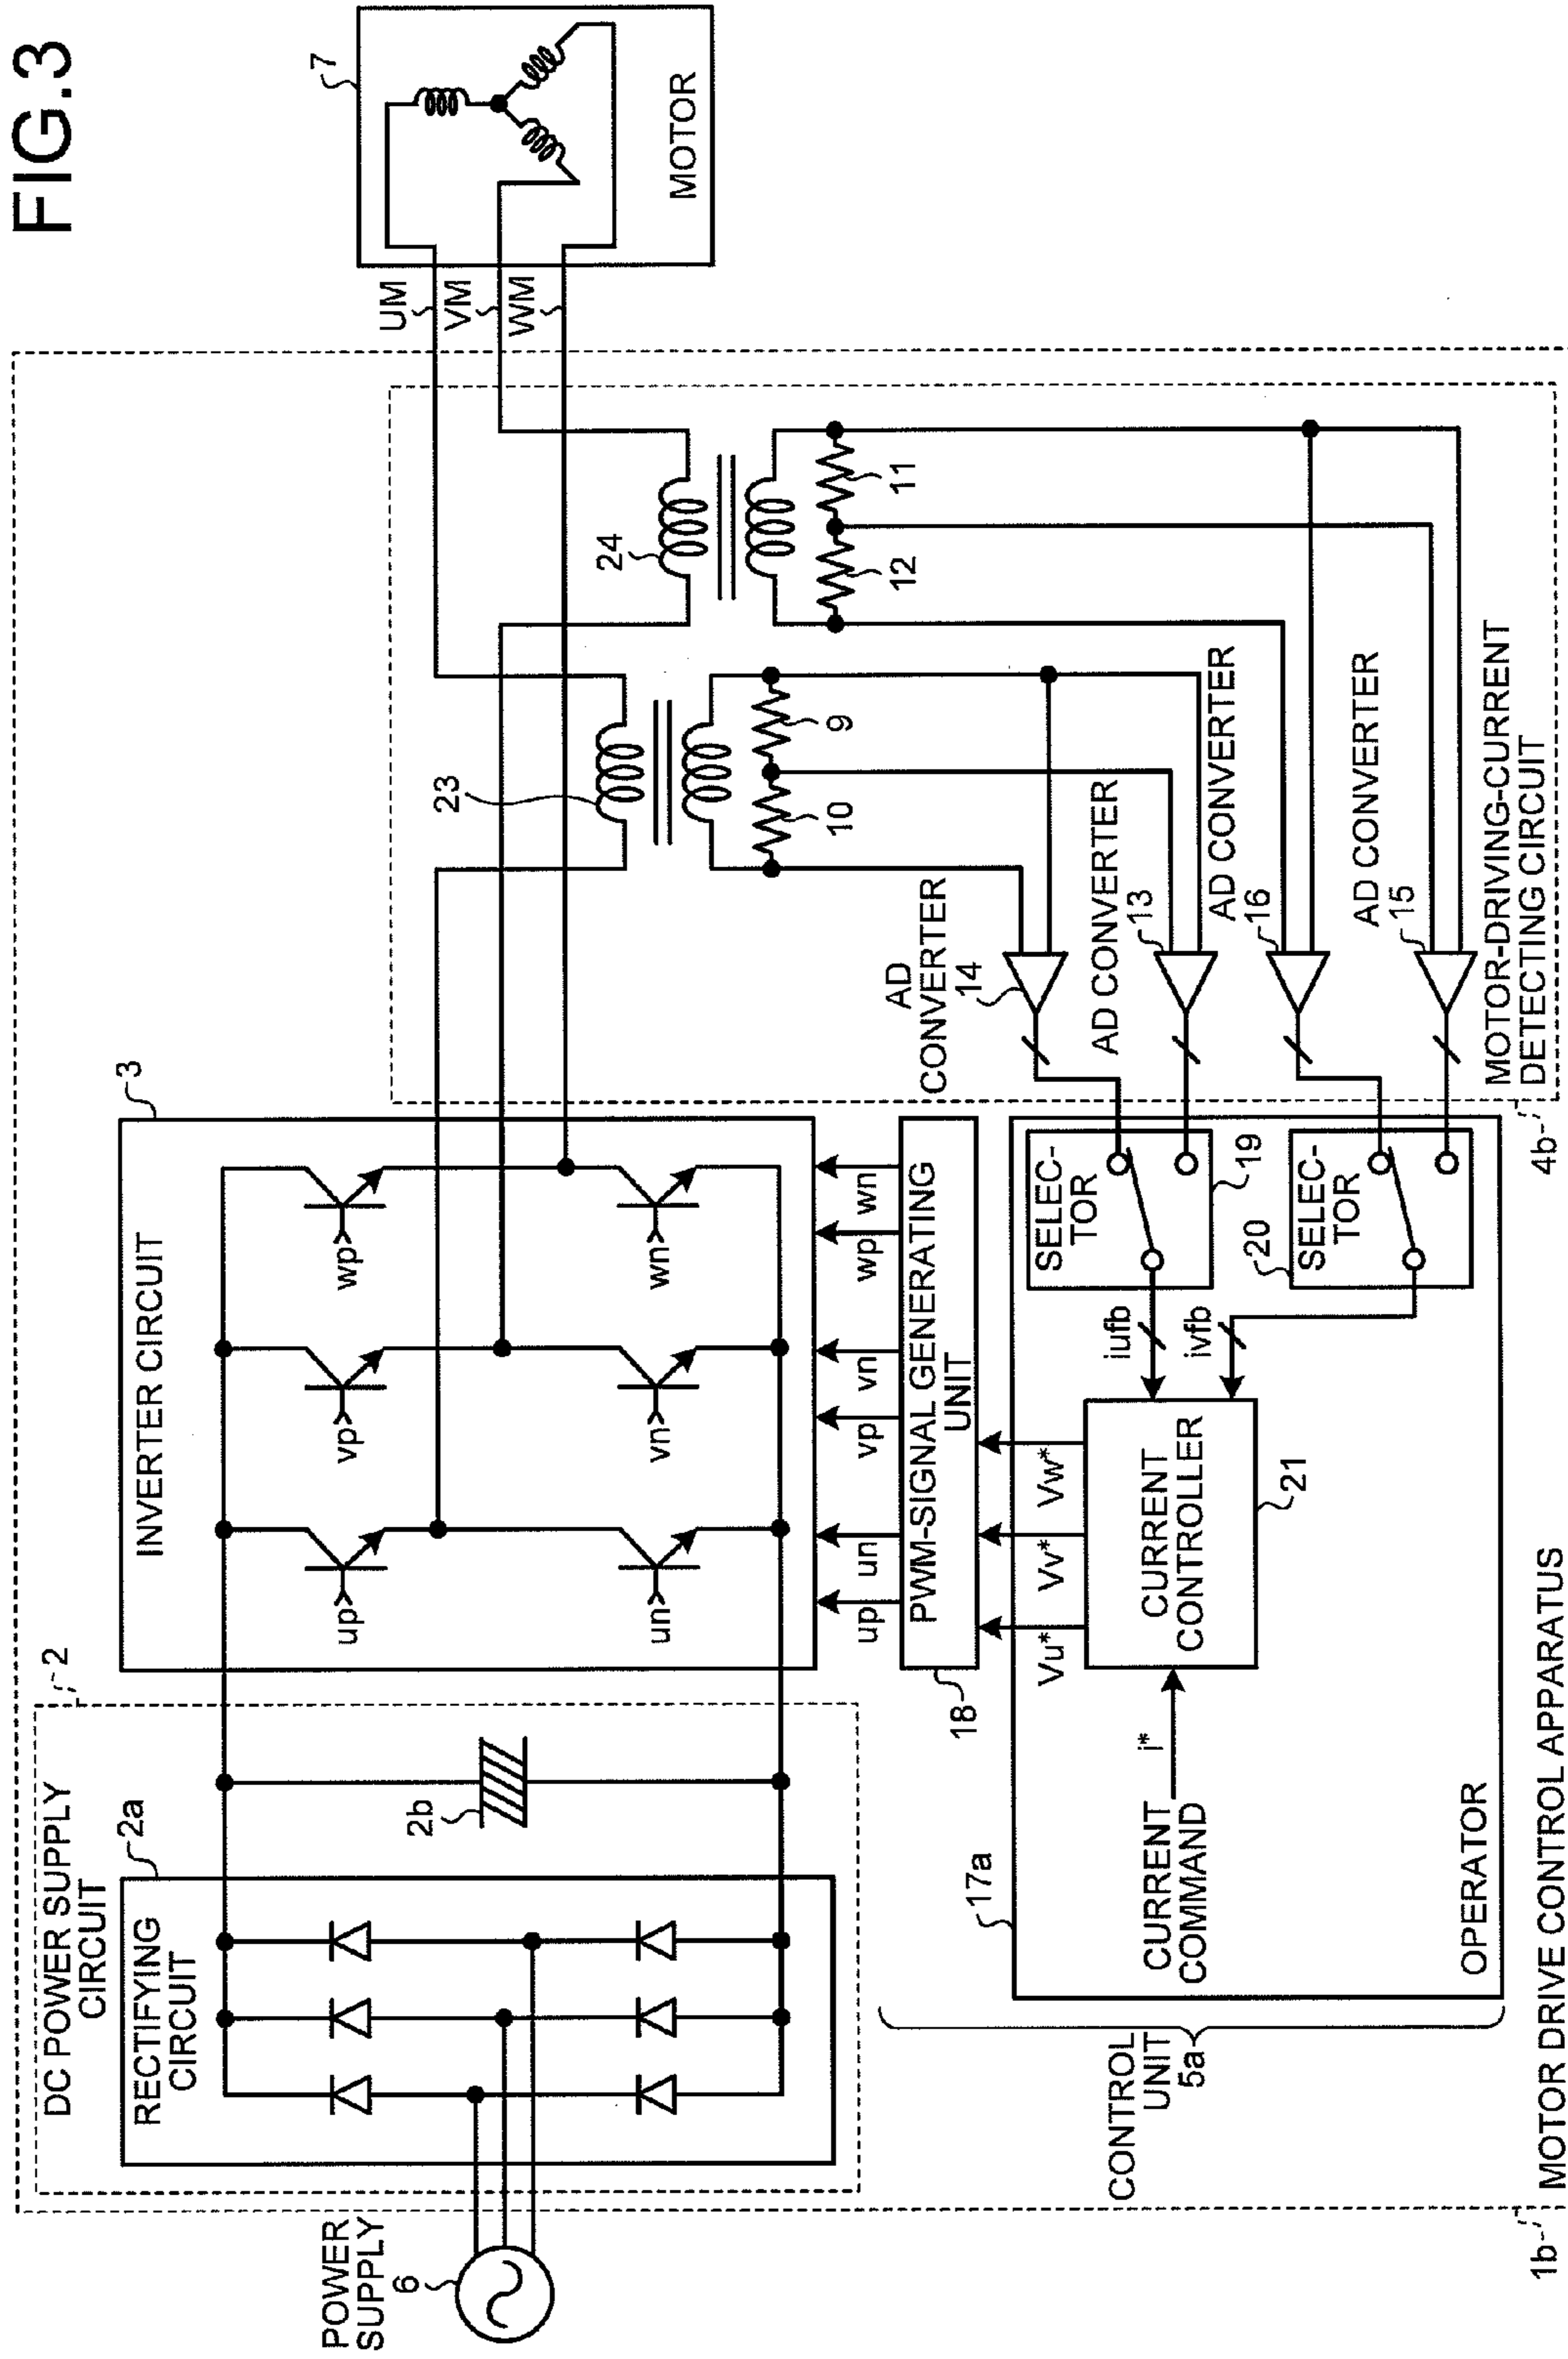 FIG.3
DC POWER SUPPLY
CIRCUIT
2
RECTIFYING
CIRCUIT
2a
2b
POWER
SUPPLY
6
INVERTER CIRCUIT
3
up
vp
wp
un
vn
wn
MOTOR
7
UM
VM
WM
23
24
9
10
11
12
AD
CONVERTER
14
AD CONVERTER
13
AD CONVERTER
16
AD CONVERTER
15
MOTOR-DRIVING-CURRENT
DETECTING CIRCUIT
4b
up
un
vp
vn
wp
wn
PWM-SIGNAL GENERATING
UNIT
18
Vu*
Vv*
Vw*
CURRENT
CONTROLLER
21
iufb
ivfb
SELEC-
TOR
19
SELEC-
TOR
20
i*
CURRENT
COMMAND
17a
OPERATOR
CONTROL
UNIT
5a
1b
MOTOR DRIVE CONTROL APPARATUS